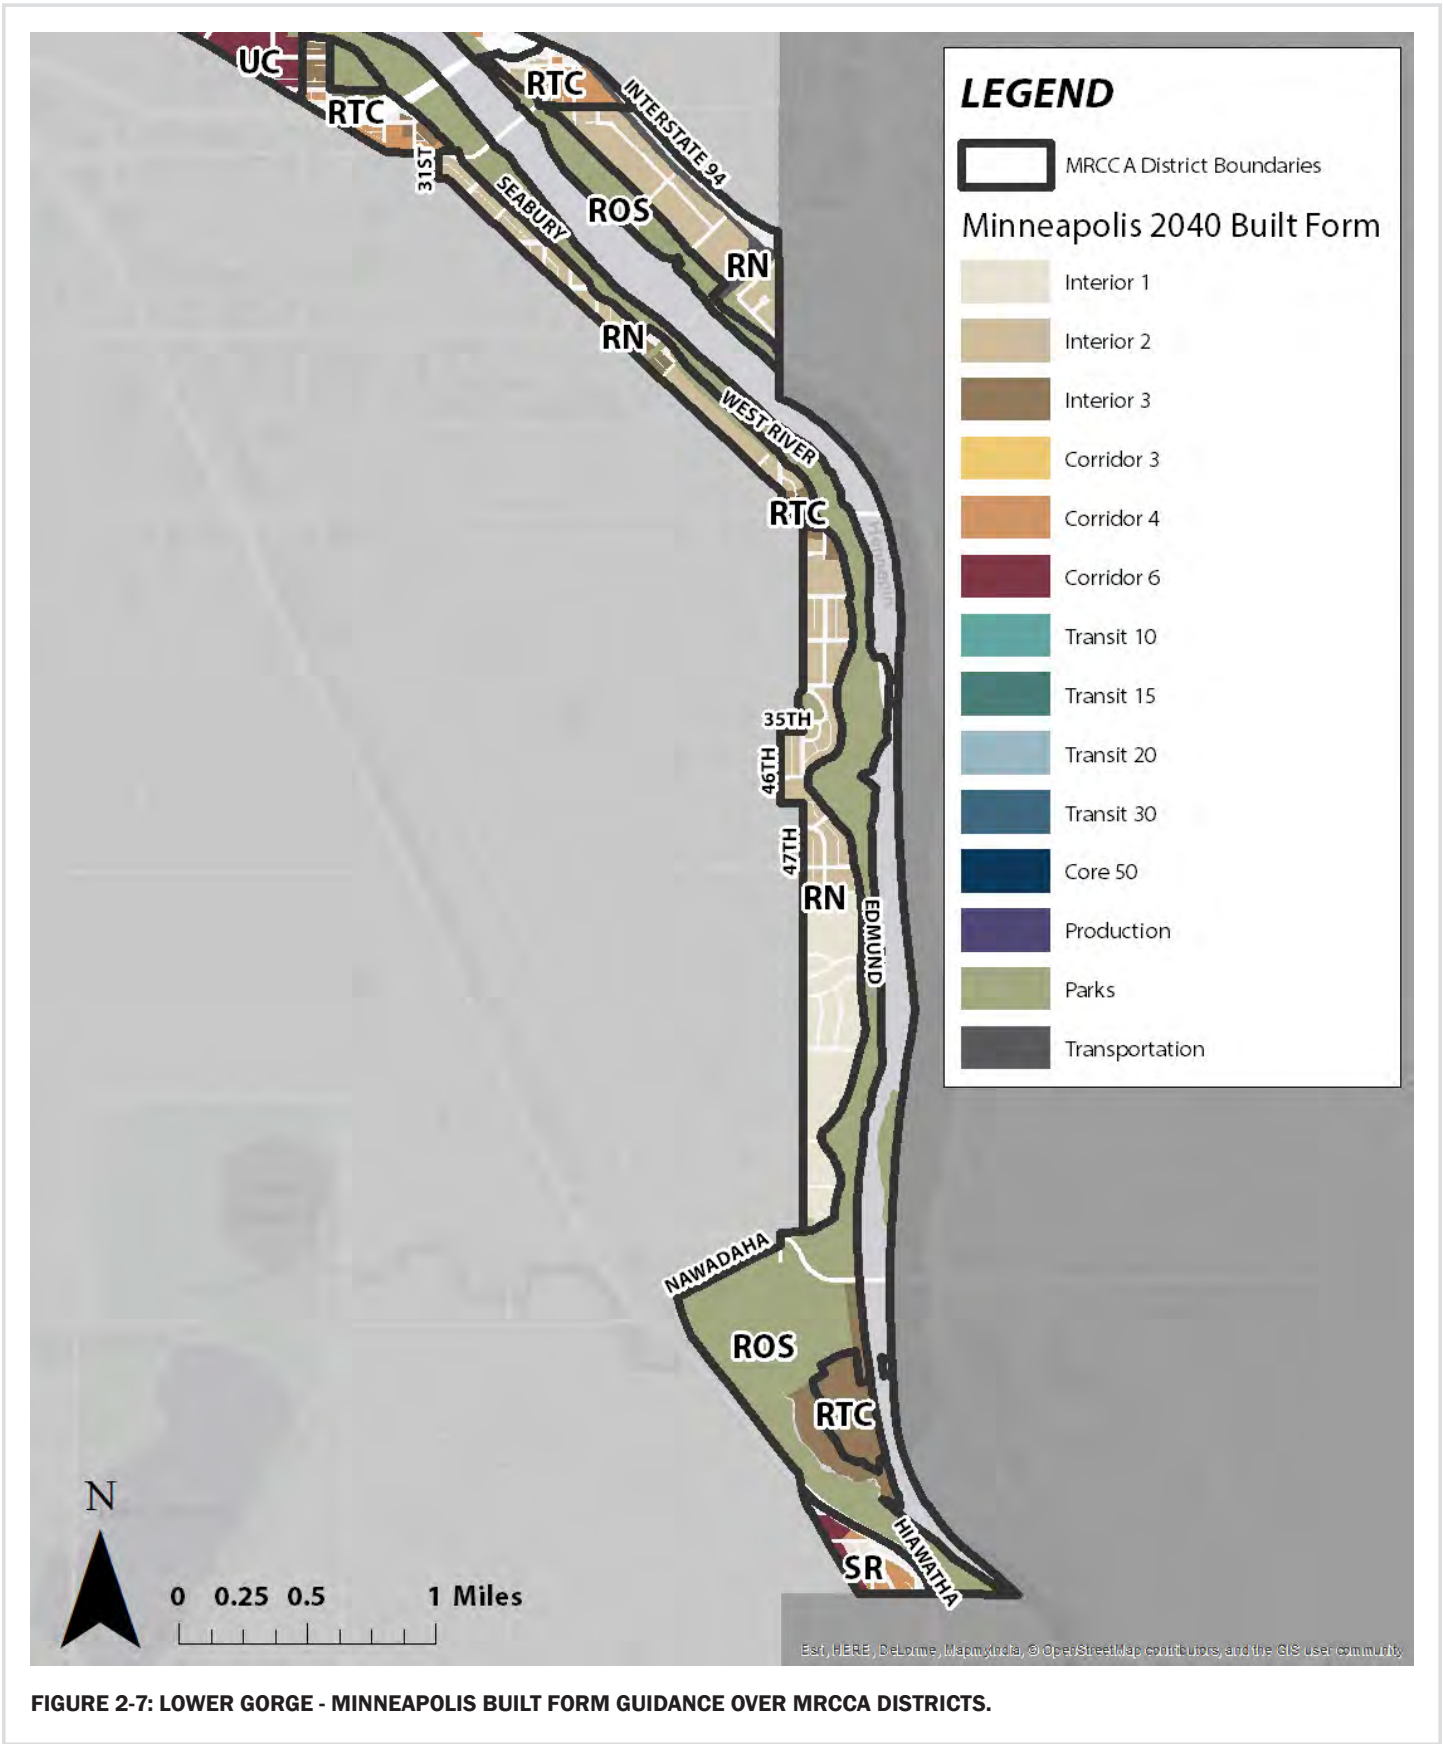 UC
RTC
31ST
SEABURY
RTC
INTERSTATE 94
ROS
RN
RN
WEST RIVER
RTC
Hennepin
35TH
46TH
47TH
RN
EDMUND
NAWADAHA
ROS
RTC
HIAWATHA
SR
LEGEND
MRCCA District Boundaries
Minneapolis 2040 Built Form
Interior 1
Interior 2
Interior 3
Corridor 3
Corridor 4
Corridor 6
Transit 10
Transit 15
Transit 20
Transit 30
Core 50
Production
Parks
Transportation
N
0 0.25 0.5 1 Miles
Esri, HERE, DeLorme, MapmyIndia, © OpenStreetMap contributors, and the GIS user community
FIGURE 2-7: LOWER GORGE - MINNEAPOLIS BUILT FORM GUIDANCE OVER MRCCA DISTRICTS.